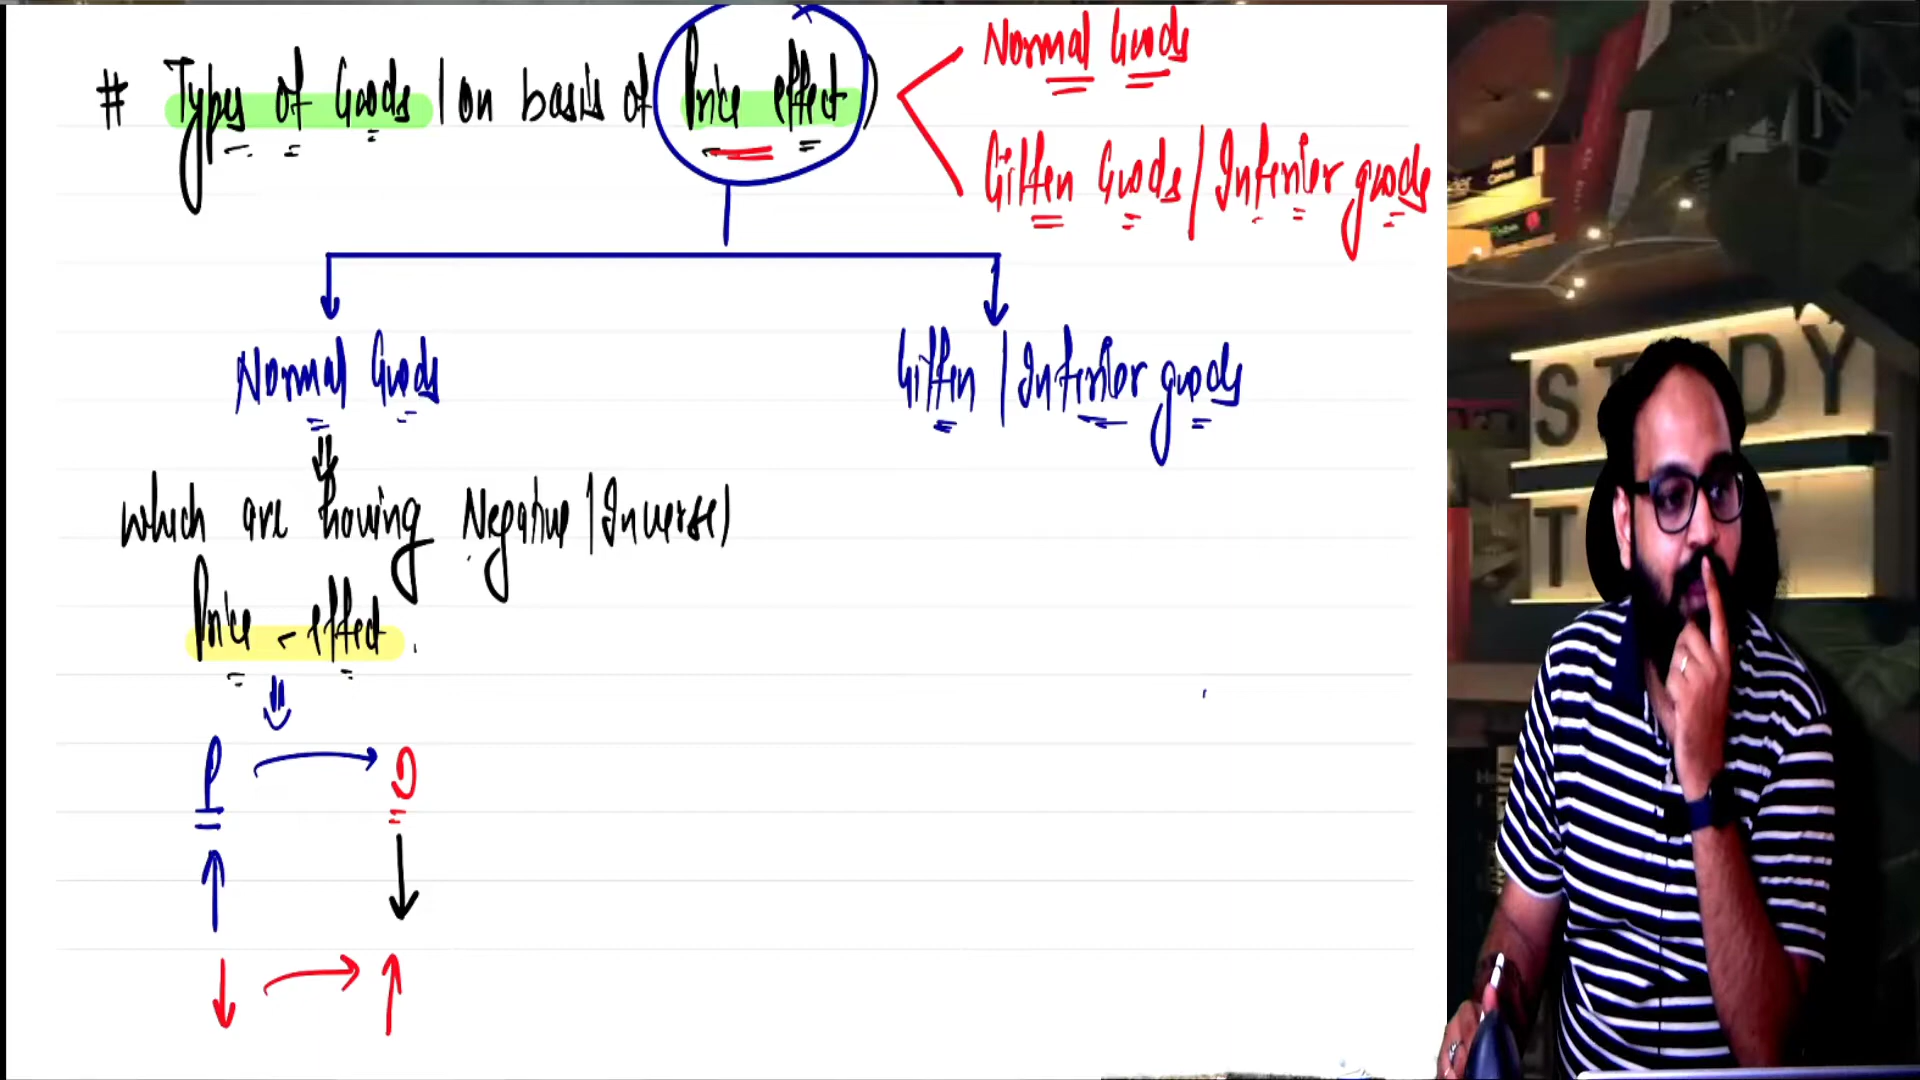 # Types of Goods (on basis of Price effect)
Normal Goods
Giffen Goods / Inferior goods
Normal Goods
Giffen / Inferior goods
which are having Negative (Inverse)
Price - effect.
P → D
↑ ↓
↓ → ↑
STUDY
T